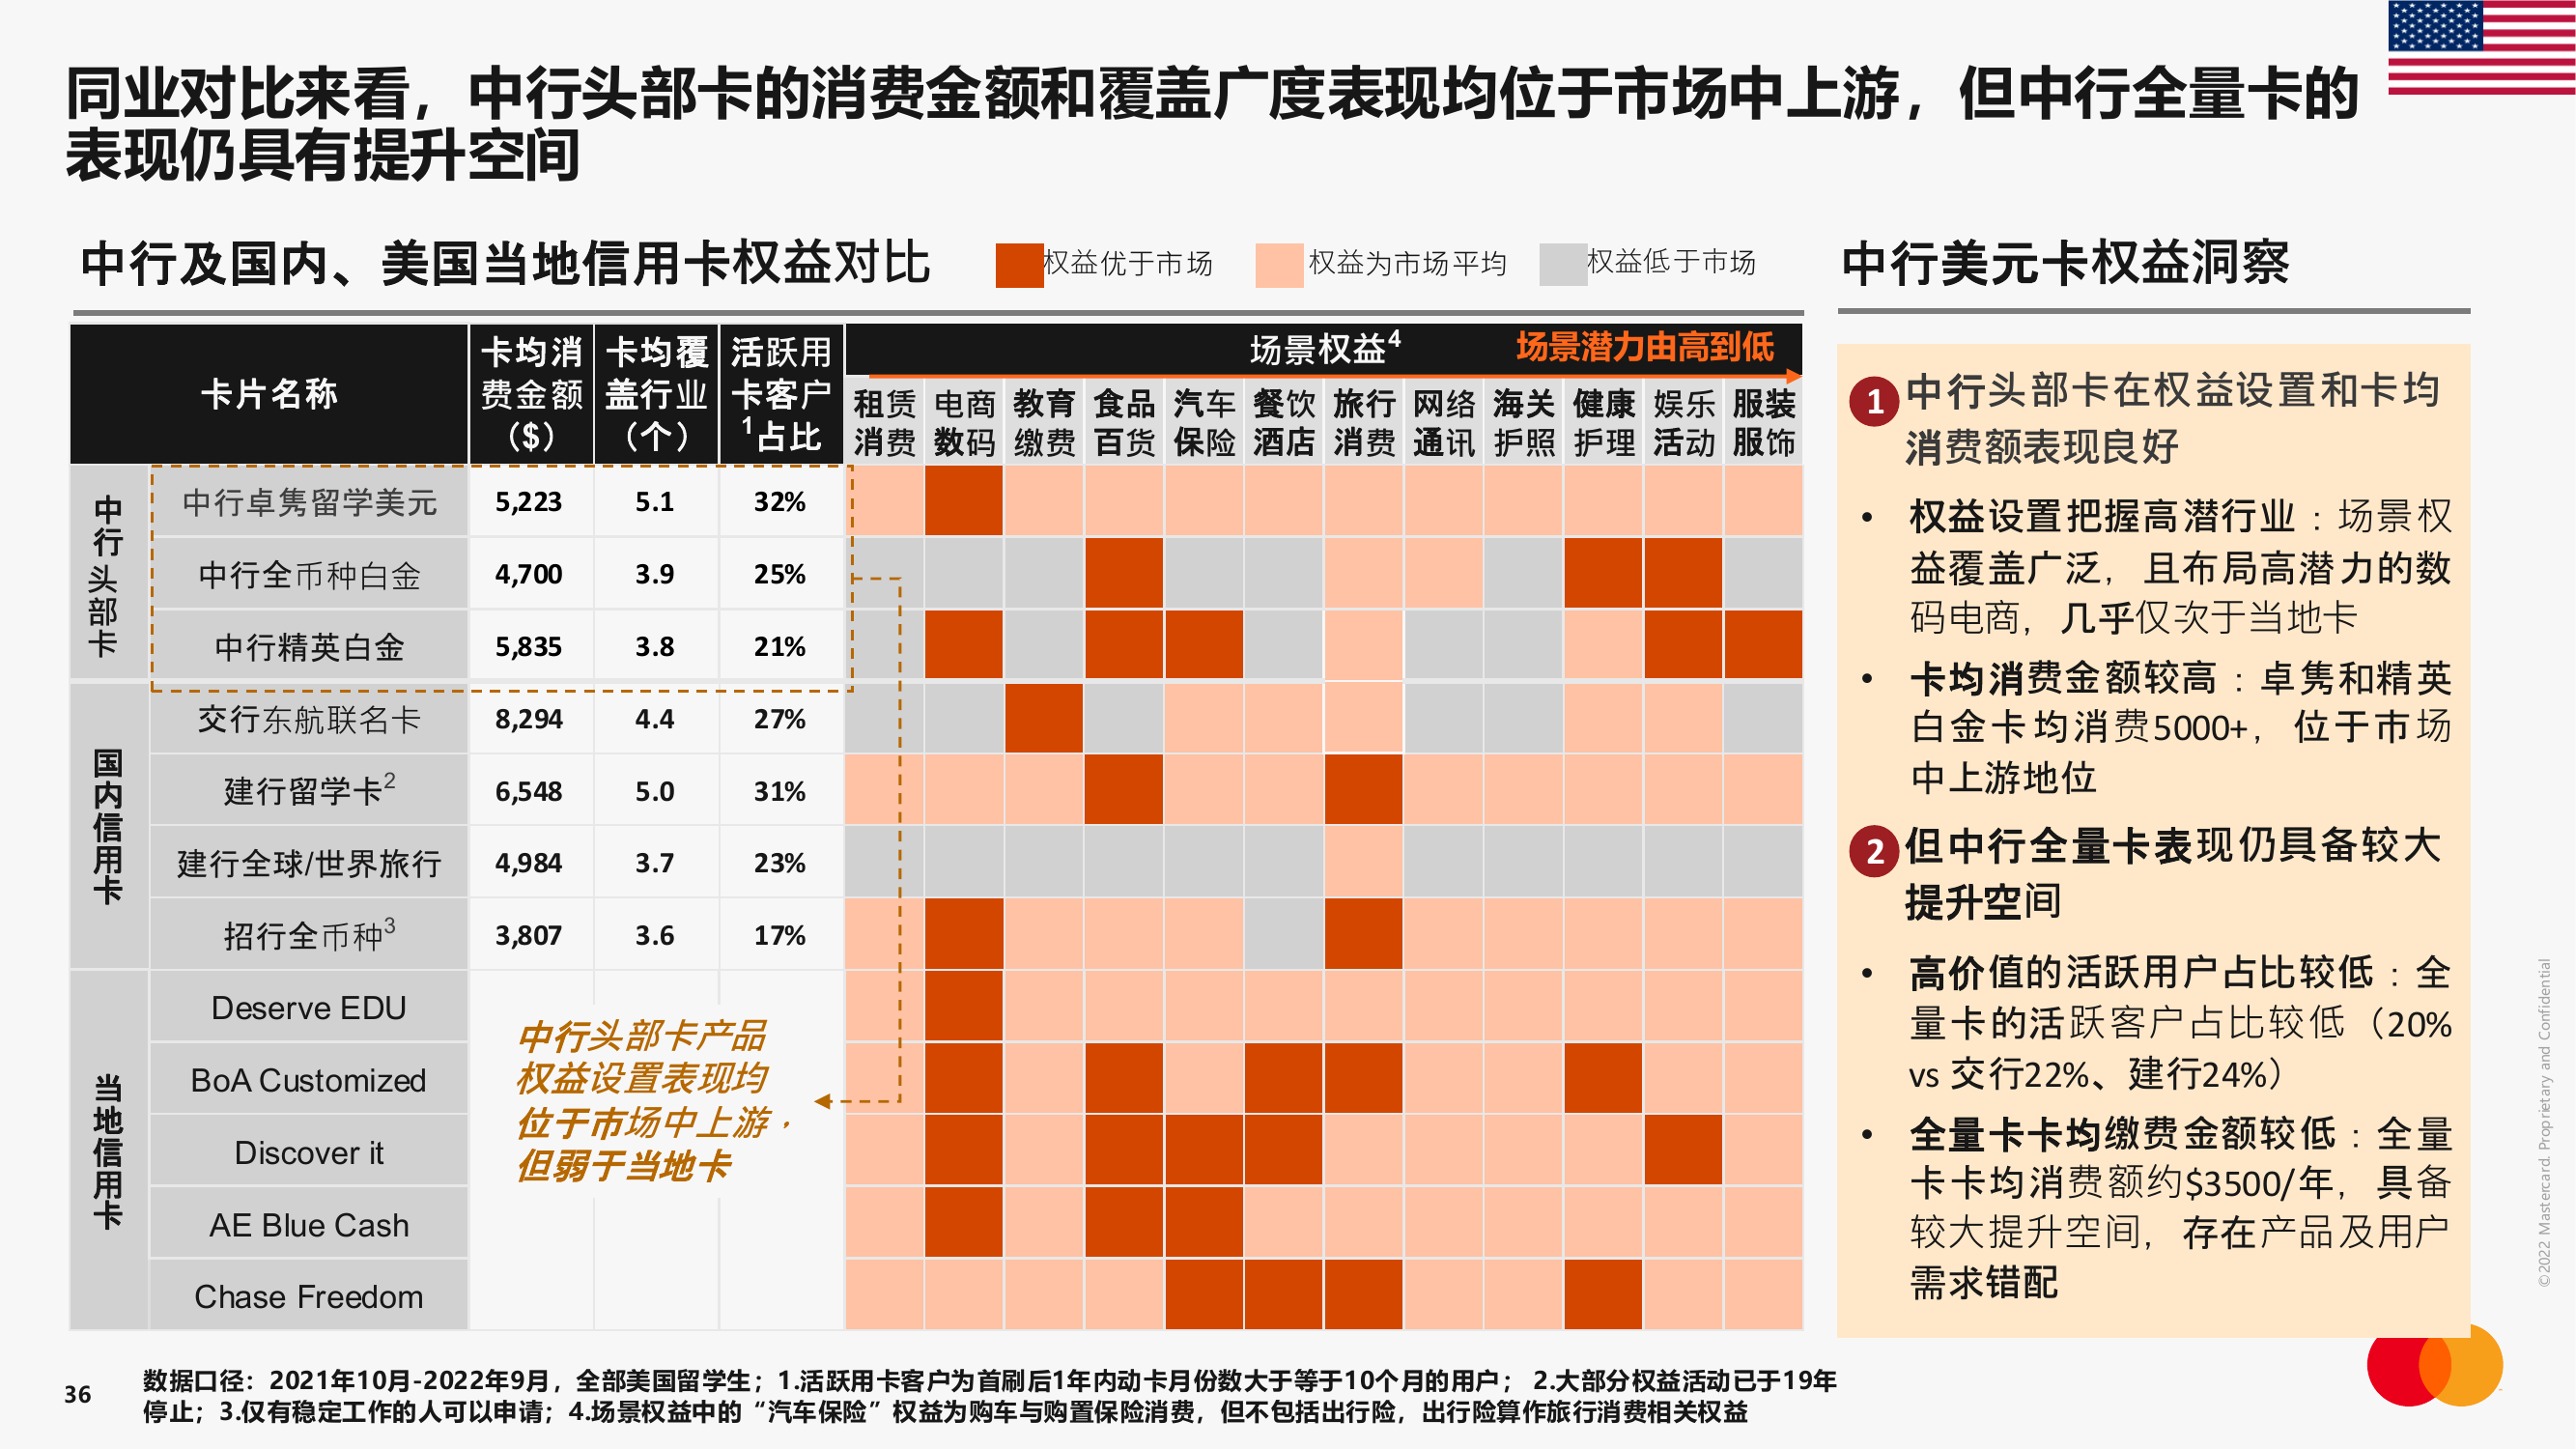 同业对比来看，中行头部卡的消费金额和覆盖广度表现均位于市场中上游，但中行全量卡的
表现仍具有提升空间
中行及国内、美国当地信用卡权益对比
权益优于市场
权益为市场平均
权益低于市场
卡片名称
卡均消
费金额
（$）
卡均覆
盖行业
（个）
活跃用
卡客户
1占比
场景权益4
场景潜力由高到低
租赁
消费
电商
数码
教育
缴费
食品
百货
汽车
保险
餐饮
酒店
旅行
消费
网络
通讯
海关
护照
健康
护理
娱乐
活动
服装
服饰
中行头部卡
中行卓隽留学美元 5,223 5.1 32%
中行全币种白金 4,700 3.9 25%
中行精英白金 5,835 3.8 21%
国内信用卡
交行东航联名卡 8,294 4.4 27%
建行留学卡2 6,548 5.0 31%
建行全球/世界旅行 4,984 3.7 23%
招行全币种3 3,807 3.6 17%
当地信用卡
Deserve EDU
BoA Customized
Discover it
AE Blue Cash
Chase Freedom
中行头部卡产品
权益设置表现均
位于市场中上游，
但弱于当地卡
中行美元卡权益洞察
1 中行头部卡在权益设置和卡均
消费额表现良好
• 权益设置把握高潜行业：场景权
益覆盖广泛，且布局高潜力的数
码电商，几乎仅次于当地卡
• 卡均消费金额较高：卓隽和精英
白金卡均消费5000+，位于市场
中上游地位
2 但中行全量卡表现仍具备较大
提升空间
• 高价值的活跃用户占比较低：全
量卡的活跃客户占比较低（20%
vs 交行22%、建行24%）
• 全量卡卡均缴费金额较低：全量
卡卡均消费额约$3500/年，具备
较大提升空间，存在产品及用户
需求错配
©2022 Mastercard. Proprietary and Confidential
36
数据口径：2021年10月-2022年9月，全部美国留学生；1.活跃用卡客户为首刷后1年内动卡月份数大于等于10个月的用户； 2.大部分权益活动已于19年
停止；3.仅有稳定工作的人可以申请；4.场景权益中的“汽车保险”权益为购车与购置保险消费，但不包括出行险，出行险算作旅行消费相关权益